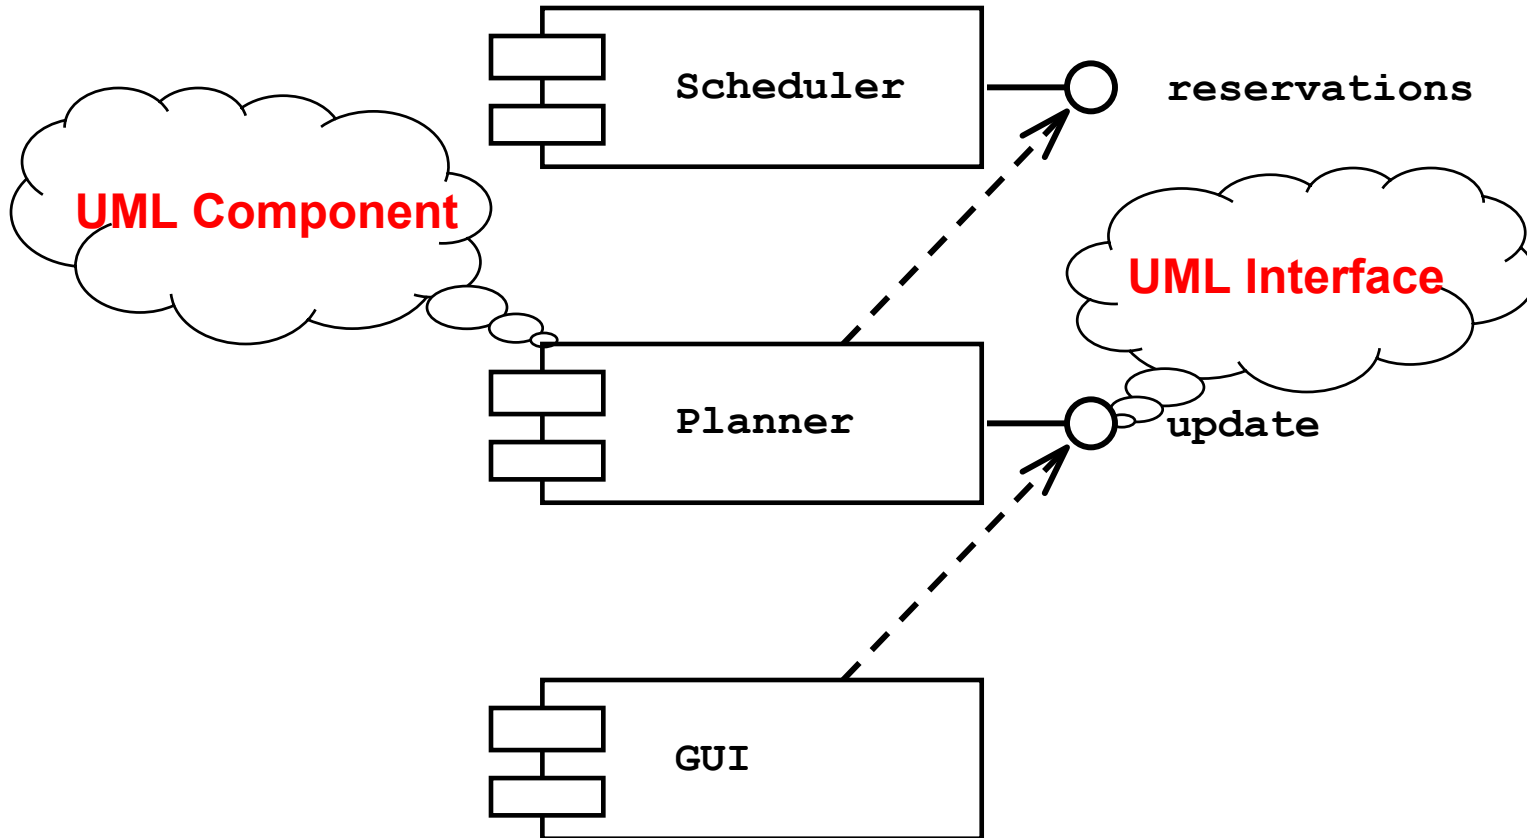 Scheduler
reservations
UML Component
UML Interface
Planner
update
GUI